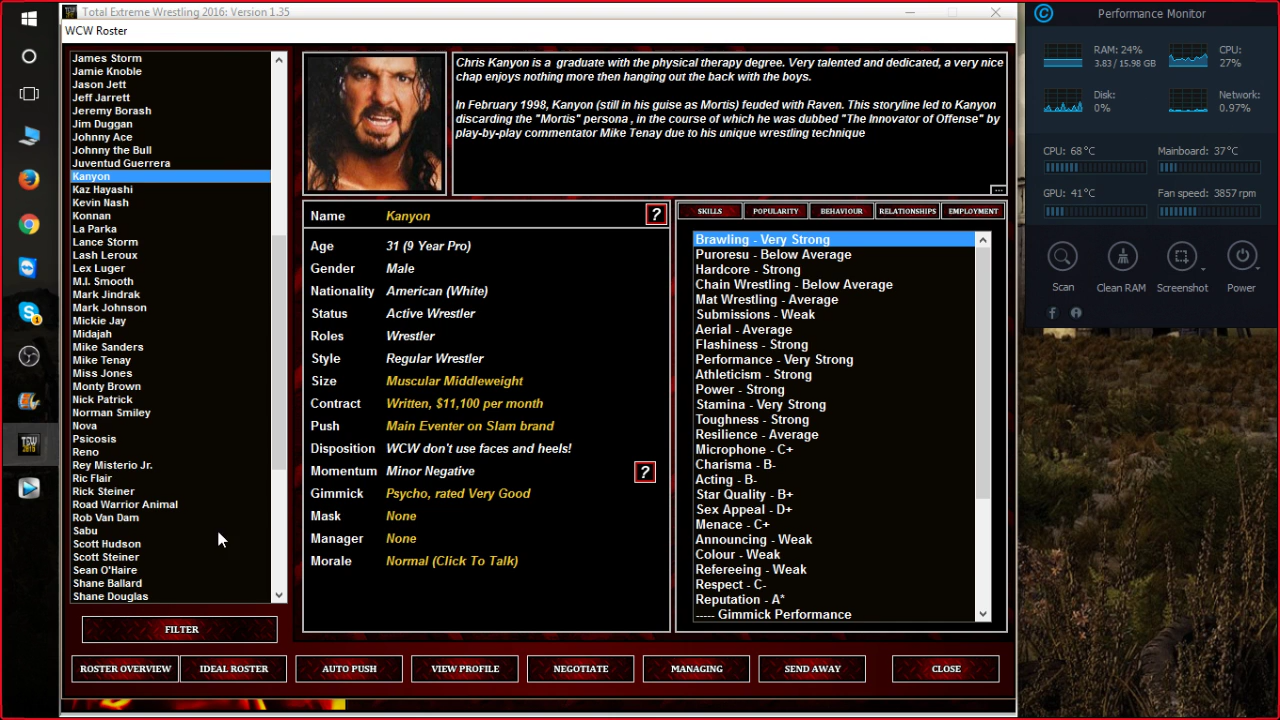 Total Extreme Wrestling 2016: Version 1.35
WCW Roster
James Storm
Jamie Knoble
Jason Jett
Jeff Jarrett
Jeremy Borash
Jim Duggan
Johnny Ace
Johnny the Bull
Juventud Guerrera
Kanyon
Kaz Hayashi
Kevin Nash
Konnan
La Parka
Lance Storm
Lash Leroux
Lex Luger
M.I. Smooth
Mark Jindrak
Mark Johnson
Mickie Jay
Midajah
Mike Sanders
Mike Tenay
Miss Jones
Monty Brown
Nick Patrick
Norman Smiley
Nova
Psicosis
Reno
Rey Misterio Jr.
Ric Flair
Rick Steiner
Road Warrior Animal
Rob Van Dam
Sabu
Scott Hudson
Scott Steiner
Sean O'Haire
Shane Ballard
Shane Douglas
FILTER
Chris Kanyon is a graduate with the physical therapy degree. Very talented and dedicated, a very nice
chap enjoys nothing more then hanging out the back with the boys.
In February 1998, Kanyon (still in his guise as Mortis) feuded with Raven. This storyline led to Kanyon
discarding the "Mortis" persona , in the course of which he was dubbed "The Innovator of Offense" by
play-by-play commentator Mike Tenay due to his unique wrestling technique
...
Name Kanyon ?
Age 31 (9 Year Pro)
Gender Male
Nationality American (White)
Status Active Wrestler
Roles Wrestler
Style Regular Wrestler
Size Muscular Middleweight
Contract Written, $11,100 per month
Push Main Eventer on Slam brand
Disposition WCW don't use faces and heels!
Momentum Minor Negative ?
Gimmick Psycho, rated Very Good
Mask None
Manager None
Morale Normal (Click To Talk)
SKILLS POPULARITY BEHAVIOUR RELATIONSHIPS EMPLOYMENT
Brawling - Very Strong
Puroresu - Below Average
Hardcore - Strong
Chain Wrestling - Below Average
Mat Wrestling - Average
Submissions - Weak
Aerial - Average
Flashiness - Strong
Performance - Very Strong
Athleticism - Strong
Power - Strong
Stamina - Very Strong
Toughness - Strong
Resilience - Average
Microphone - C+
Charisma - B-
Acting - B-
Star Quality - B+
Sex Appeal - D+
Menace - C+
Announcing - Weak
Colour - Weak
Refereeing - Weak
Respect - C-
Reputation - A*
----- Gimmick Performance
ROSTER OVERVIEW IDEAL ROSTER AUTO PUSH VIEW PROFILE NEGOTIATE MANAGING SEND AWAY CLOSE
Performance Monitor
RAM: 24%
3.83 / 15.98 GB
CPU:
27%
Disk:
0%
Network:
0.97%
CPU: 68°C
Mainboard: 37°C
GPU: 41°C
Fan speed: 3857 rpm
Scan Clean RAM Screenshot Power